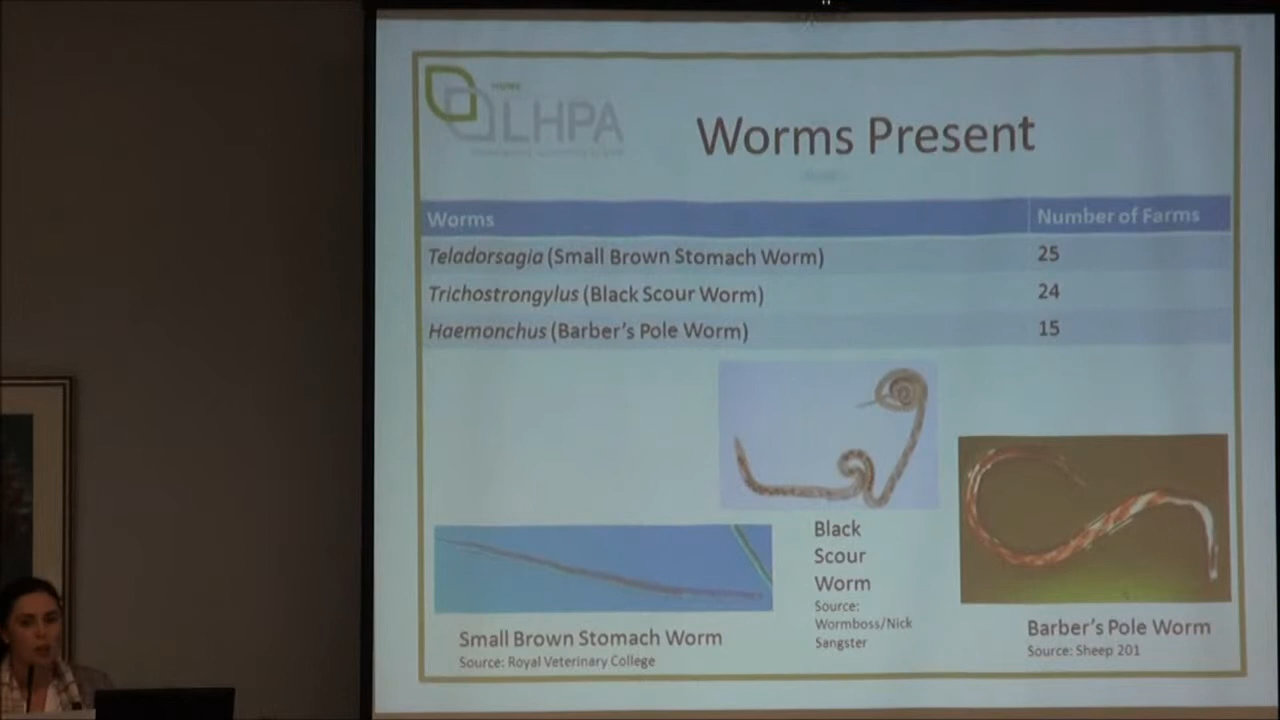 LHPA
Worms Present
Worms Number of Farms
Teladorsagia (Small Brown Stomach Worm) 25
Trichostrongylus (Black Scour Worm) 24
Haemonchus (Barber's Pole Worm) 15
Black
Scour
Worm
Source:
Wormboss/Nick
Sangster
Small Brown Stomach Worm
Source: Royal Veterinary College
Barber's Pole Worm
Source: Sheep 201